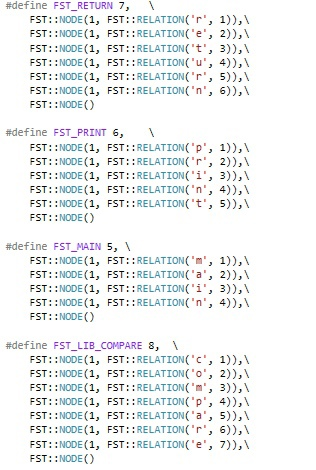 #define FST_RETURN 7,   \
    FST::NODE(1, FST::RELATION('r', 1)),\
    FST::NODE(1, FST::RELATION('e', 2)),\
    FST::NODE(1, FST::RELATION('t', 3)),\
    FST::NODE(1, FST::RELATION('u', 4)),\
    FST::NODE(1, FST::RELATION('r', 5)),\
    FST::NODE(1, FST::RELATION('n', 6)),\
    FST::NODE()
#define FST_PRINT 6,    \
    FST::NODE(1, FST::RELATION('p', 1)),\
    FST::NODE(1, FST::RELATION('r', 2)),\
    FST::NODE(1, FST::RELATION('i', 3)),\
    FST::NODE(1, FST::RELATION('n', 4)),\
    FST::NODE(1, FST::RELATION('t', 5)),\
    FST::NODE()
#define FST_MAIN 5, \
    FST::NODE(1, FST::RELATION('m', 1)),\
    FST::NODE(1, FST::RELATION('a', 2)),\
    FST::NODE(1, FST::RELATION('i', 3)),\
    FST::NODE(1, FST::RELATION('n', 4)),\
    FST::NODE()
#define FST_LIB_COMPARE 8,  \
    FST::NODE(1, FST::RELATION('c', 1)),\
    FST::NODE(1, FST::RELATION('o', 2)),\
    FST::NODE(1, FST::RELATION('m', 3)),\
    FST::NODE(1, FST::RELATION('p', 4)),\
    FST::NODE(1, FST::RELATION('a', 5)),\
    FST::NODE(1, FST::RELATION('r', 6)),\
    FST::NODE(1, FST::RELATION('e', 7)),\
    FST::NODE()